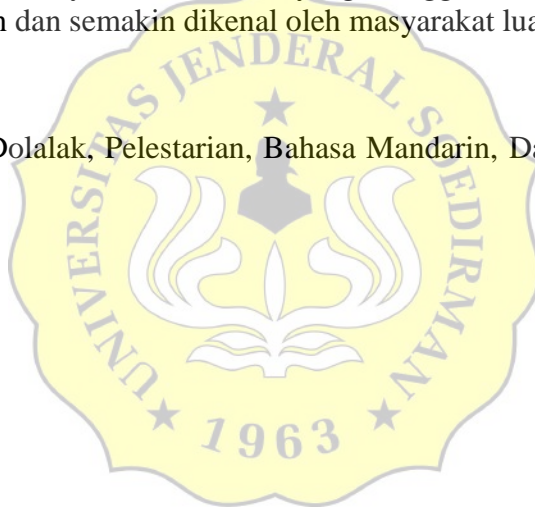 n dan semakin dikenal oleh masyarakat lua
Dolalak, Pelestarian, Bahasa Mandarin, Da
UNIVERSITAS JENDERAL SOEDIRMAN
1963